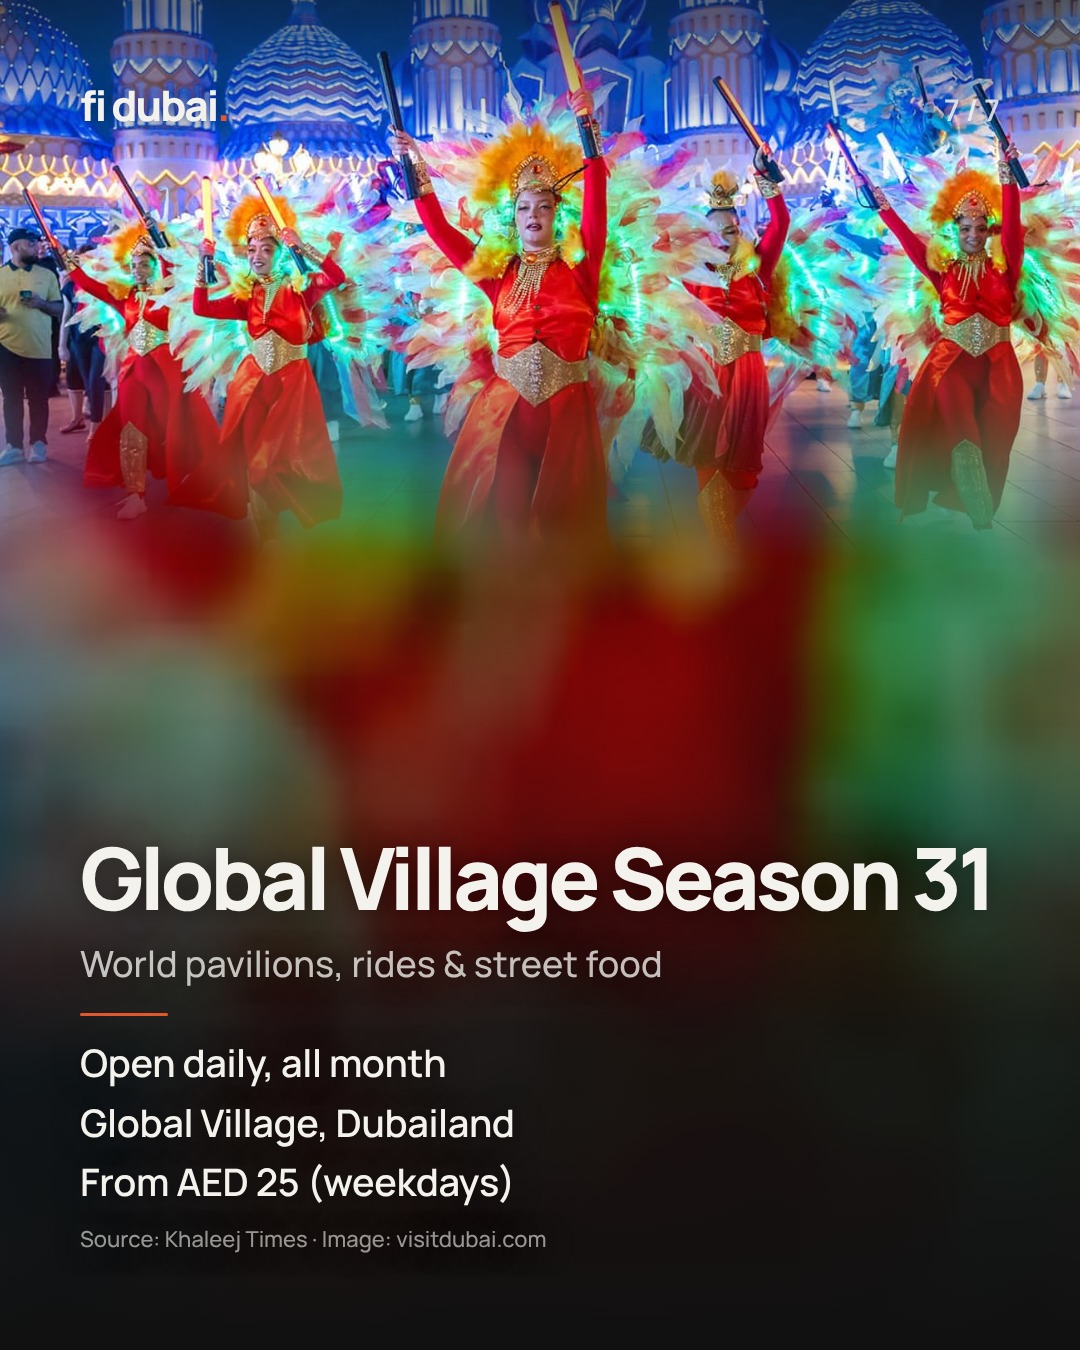 fi dubai.
7 / 7
Global Village Season 31
World pavilions, rides & street food
Open daily, all month
Global Village, Dubailand
From AED 25 (weekdays)
Source: Khaleej Times · Image: visitdubai.com